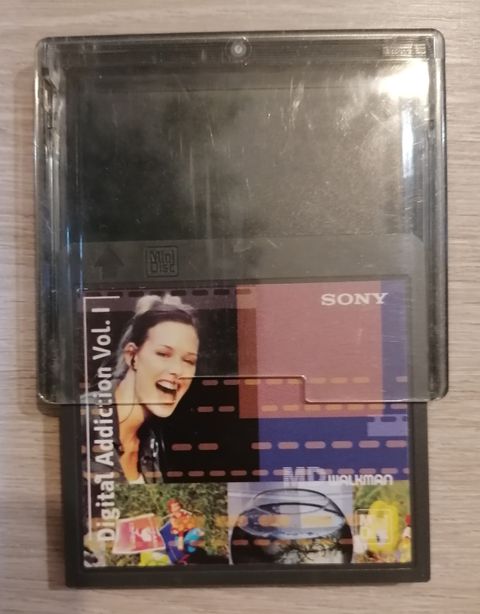 Mini
Disc
SONY
Digital Addiction Vol. 1
MD WALKMAN